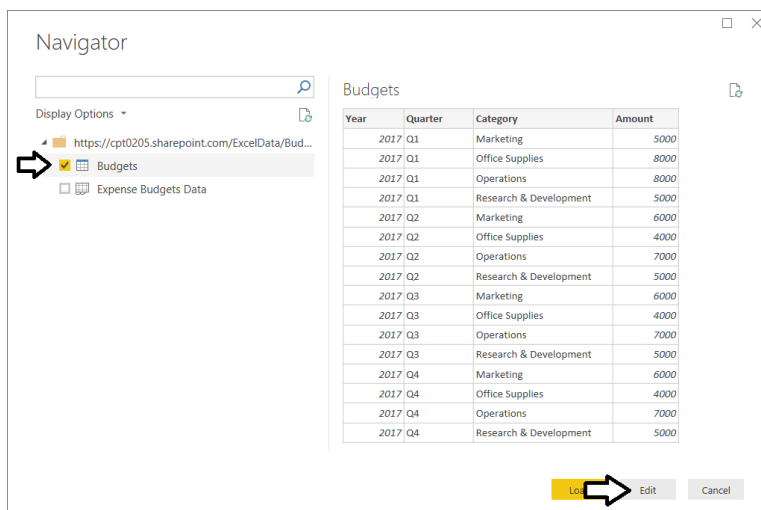 Navigator
Display Options
https://cpt0205.sharepoint.com/ExcelData/Bud...
Budgets
Expense Budgets Data
Budgets
Year Quarter Category Amount
2017 Q1 Marketing 5000
2017 Q1 Office Supplies 8000
2017 Q1 Operations 8000
2017 Q1 Research & Development 5000
2017 Q2 Marketing 6000
2017 Q2 Office Supplies 4000
2017 Q2 Operations 7000
2017 Q2 Research & Development 5000
2017 Q3 Marketing 6000
2017 Q3 Office Supplies 4000
2017 Q3 Operations 7000
2017 Q3 Research & Development 5000
2017 Q4 Marketing 6000
2017 Q4 Office Supplies 4000
2017 Q4 Operations 7000
2017 Q4 Research & Development 5000
Edit Cancel